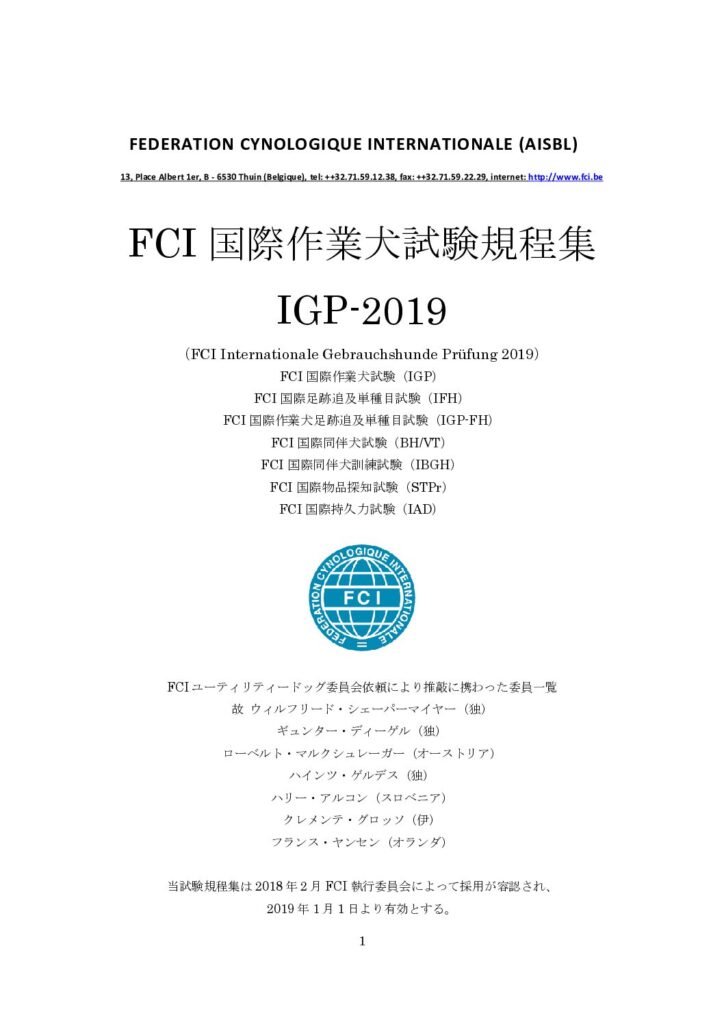 FEDERATION CYNOLOGIQUE INTERNATIONALE (AISBL)
13, Place Albert 1er, B - 6530 Thuin (Belgique), tel: ++32.71.59.12.38, fax: ++32.71.59.22.29, internet: http://www.fci.be
FCI 国際作業犬試験規程集
IGP-2019
（FCI Internationale Gebrauchshunde Prüfung 2019）
FCI 国際作業犬試験（IGP）
FCI 国際足跡追及単種目試験（IFH）
FCI 国際作業犬足跡追及単種目試験（IGP-FH）
FCI 国際同伴犬試験（BH/VT）
FCI 国際同伴犬訓練試験（IBGH）
FCI 国際物品探知試験（STPr）
FCI 国際持久力試験（IAD）
FEDERATION CYNOLOGIQUE INTERNATIONALE
FCI
FCI ユーティリティードッグ委員会依頼により推敲に携わった委員一覧
故 ウィルフリード・シェーパーマイヤー（独）
ギュンター・ディーゲル（独）
ローベルト・マルクシュレーガー（オーストリア）
ハインツ・ゲルデス（独）
ハリー・アルコン（スロベニア）
クレメンテ・グロッソ（伊）
フランス・ヤンセン（オランダ）
当試験規程集は 2018 年 2 月 FCI 執行委員会によって採用が容認され、
2019 年 1 月 1 日より有効とする。
1